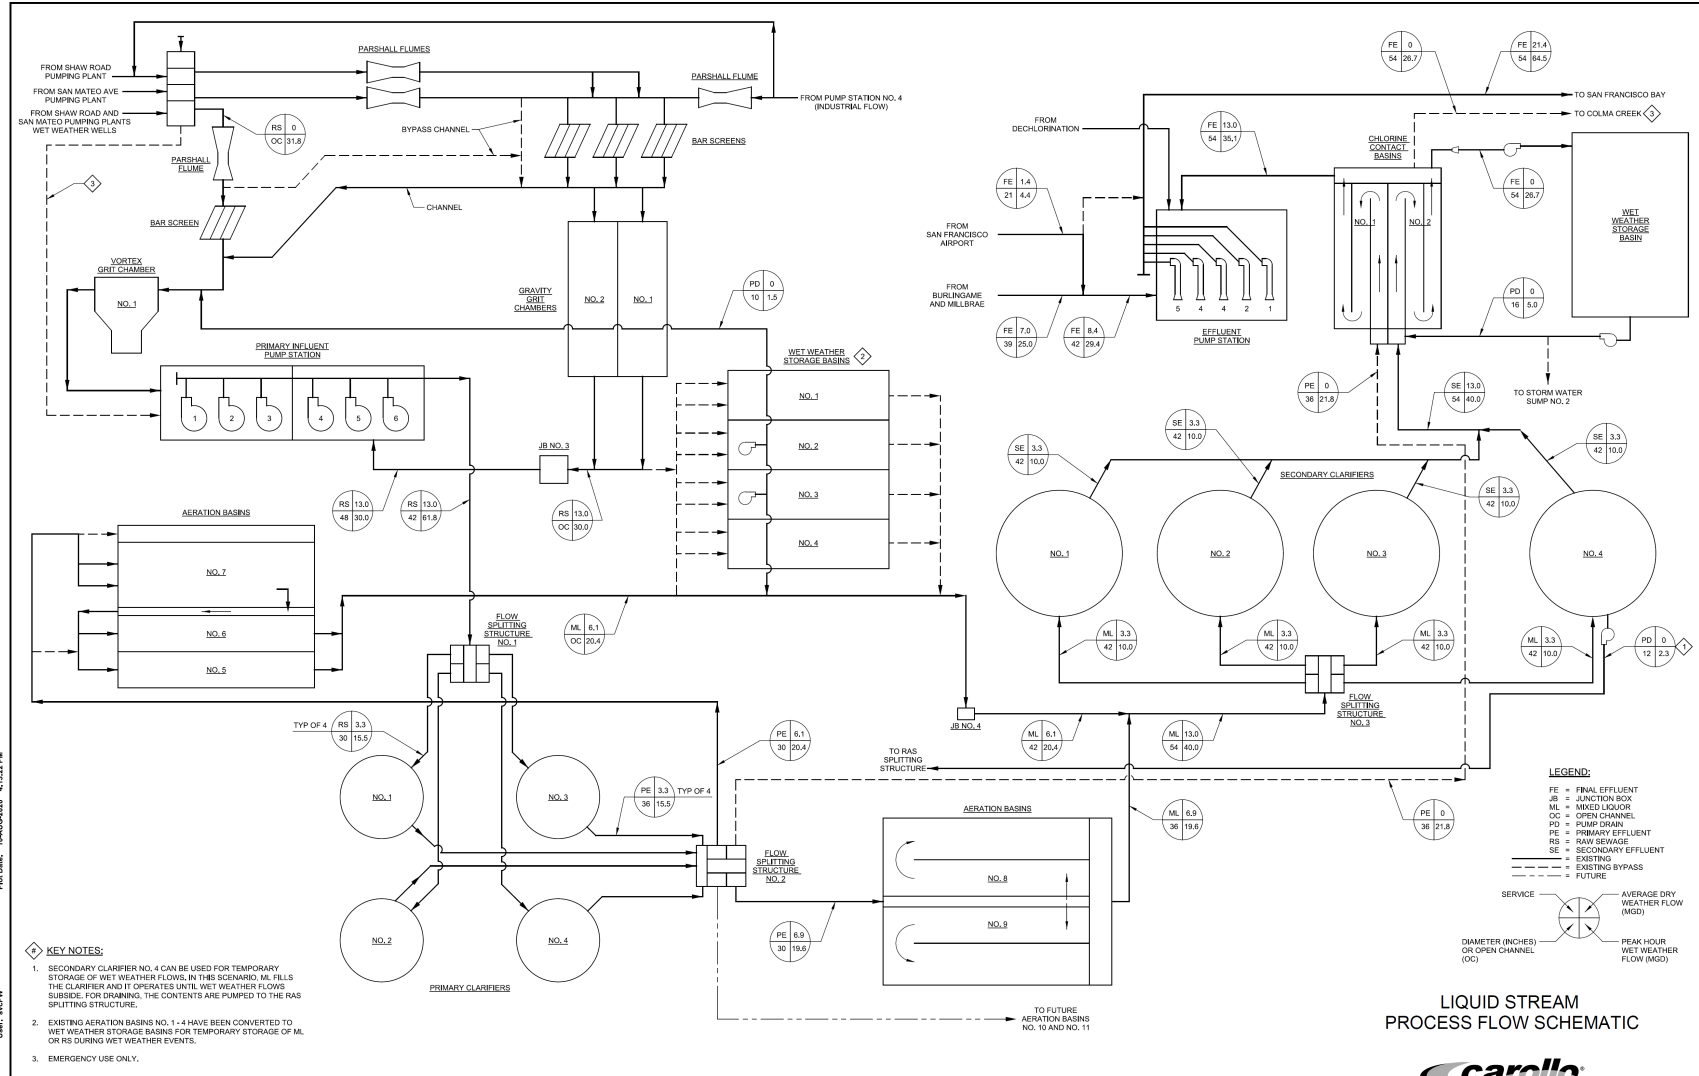 PARSHALL FLUMES
FROM SHAW ROAD
PUMPING PLANT
FROM SAN MATEO AVE
PUMPING PLANT
FROM SHAW ROAD AND
SAN MATEO PUMPING PLANTS
WET WEATHER WELLS
RS 0
OC 31.8
PARSHALL
FLUME
BYPASS CHANNEL
PARSHALL FLUME
FROM PUMP STATION NO. 4
(INDUSTRIAL FLOW)
BAR SCREENS
3
BAR SCREEN
CHANNEL
VORTEX
GRIT CHAMBER
NO. 1
GRAVITY
GRIT
CHAMBERS
NO. 2
NO. 1
PD 0
10 1.5
PRIMARY INFLUENT
PUMP STATION
1
2
3
4
5
6
WET WEATHER
STORAGE BASINS
2
NO. 1
NO. 2
NO. 3
NO. 4
JB NO. 3
RS 13.0
48 30.0
RS 13.0
42 61.8
RS 13.0
OC 30.0
AERATION BASINS
NO. 7
NO. 6
NO. 5
FLOW
SPLITTING
STRUCTURE
NO. 1
ML 6.1
OC 20.4
TYP OF 4
RS 3.3
30 15.5
NO. 1
NO. 3
NO. 2
NO. 4
PRIMARY CLARIFIERS
PE 3.3
36 15.5
TYP OF 4
PE 6.1
30 20.4
FLOW
SPLITTING
STRUCTURE
NO. 2
PE 6.9
30 19.6
AERATION BASINS
NO. 8
NO. 9
TO FUTURE
AERATION BASINS
NO. 10 AND NO. 11
JB NO. 4
ML 6.1
42 20.4
ML 13.0
54 40.0
TO RAS
SPLITTING
STRUCTURE
ML 6.9
36 19.6
PE 0
36 21.8
FLOW
SPLITTING
STRUCTURE
NO. 3
ML 3.3
42 10.0
ML 3.3
42 10.0
ML 3.3
42 10.0
ML 3.3
42 10.0
PD 0
12 2.3
1
SECONDARY CLARIFIERS
NO. 1
NO. 2
NO. 3
NO. 4
SE 3.3
42 10.0
SE 3.3
42 10.0
SE 3.3
42 10.0
SE 3.3
42 10.0
SE 13.0
54 40.0
PE 0
36 21.8
FE 0
54 26.7
FE 21.4
54 64.5
TO SAN FRANCISCO BAY
TO COLMA CREEK
3
FROM
DECHLORINATION
FE 13.0
54 35.1
CHLORINE
CONTACT
BASINS
NO. 1
NO. 2
FE 0
54 26.7
WET
WEATHER
STORAGE
BASIN
PD 0
16 5.0
TO STORM WATER
SUMP NO. 2
FE 1.4
21 4.4
FROM
SAN FRANCISCO
AIRPORT
FROM
BURLINGAME
AND MILLBRAE
FE 7.0
39 25.0
FE 8.4
42 29.4
5
4
4
2
1
EFFLUENT
PUMP STATION
LEGEND:
FE = FINAL EFFLUENT
JB = JUNCTION BOX
ML = MIXED LIQUOR
OC = OPEN CHANNEL
PD = PUMP DRAIN
PE = PRIMARY EFFLUENT
RS = RAW SEWAGE
SE = SECONDARY EFFLUENT
= EXISTING
= EXISTING BYPASS
= FUTURE
SERVICE
AVERAGE DRY
WEATHER FLOW
(MGD)
DIAMETER (INCHES)
OR OPEN CHANNEL
(OC)
PEAK HOUR
WET WEATHER
FLOW (MGD)
# KEY NOTES:
1. SECONDARY CLARIFIER NO. 4 CAN BE USED FOR TEMPORARY
STORAGE OF WET WEATHER FLOWS. IN THIS SCENARIO, ML FILLS
THE CLARIFIER AND IT OPERATES UNTIL WET WEATHER FLOWS
SUBSIDE. FOR DRAINING, THE CONTENTS ARE PUMPED TO THE RAS
SPLITTING STRUCTURE.
2. EXISTING AERATION BASINS NO. 1 - 4 HAVE BEEN CONVERTED TO
WET WEATHER STORAGE BASINS FOR TEMPORARY STORAGE OF ML
OR RS DURING WET WEATHER EVENTS.
3. EMERGENCY USE ONLY.
LIQUID STREAM
PROCESS FLOW SCHEMATIC
carollo